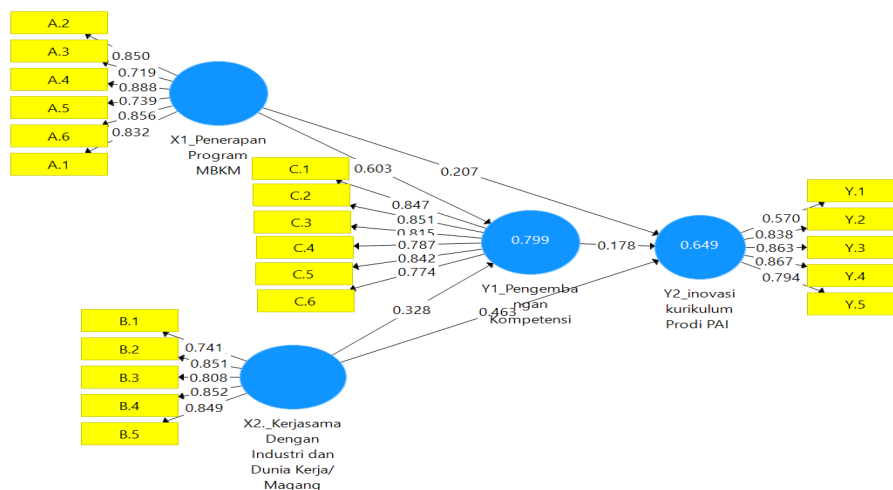 A.2
A.3
A.4
A.5
A.6
A.1
0.850
0.719
0.888
0.739
0.856
0.832
X1_Penerapan
Program
MBKM
0.603
0.207
C.1
C.2
C.3
C.4
C.5
C.6
0.847
0.851
0.815
0.787
0.842
0.774
0.799
Y1_Pengemba
ngan
Kompetensi
0.178
0.649
Y2_inovasi
kurikulum
Prodi PAI
0.570
0.838
0.863
0.867
0.794
Y.1
Y.2
Y.3
Y.4
Y.5
0.328
0.463
B.1
B.2
B.3
B.4
B.5
0.741
0.851
0.808
0.852
0.849
X2._Kerjasama
Dengan
Industri dan
Dunia Kerja/
Magang